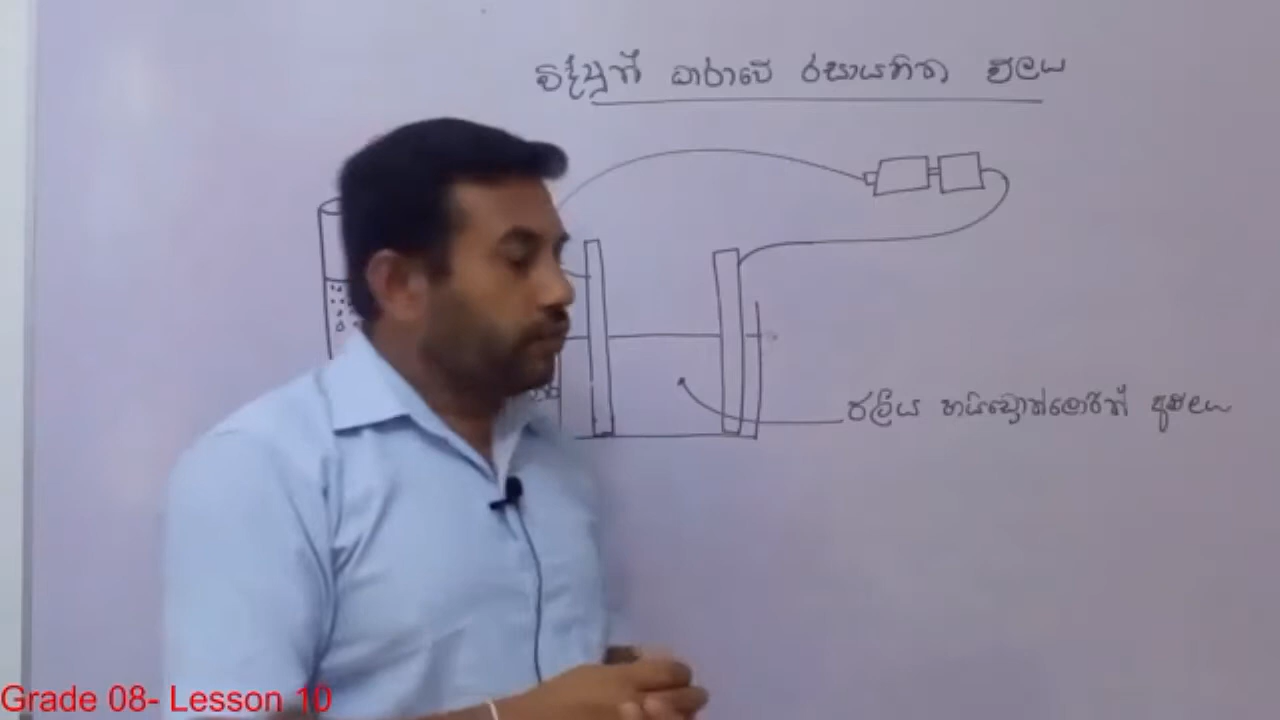 විද්යුත් ධාරාවේ රසායනික ඵලය
ජලීය හයිඩ්රොක්ලෝරික් අම්ලය
Grade 08- Lesson 10